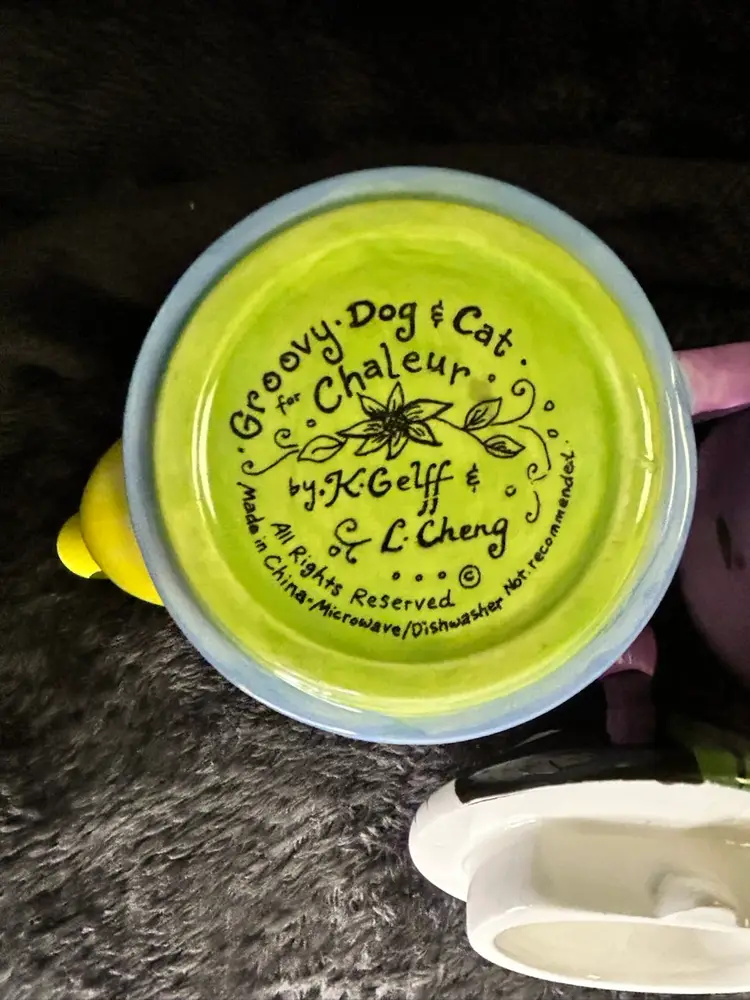 ·Groovy·Dog & Cat·
for Chaleur·
by·K·Gelff &
L·Cheng
All Rights Reserved ©
Made in China·Microwave/Dishwasher Not·recommended·